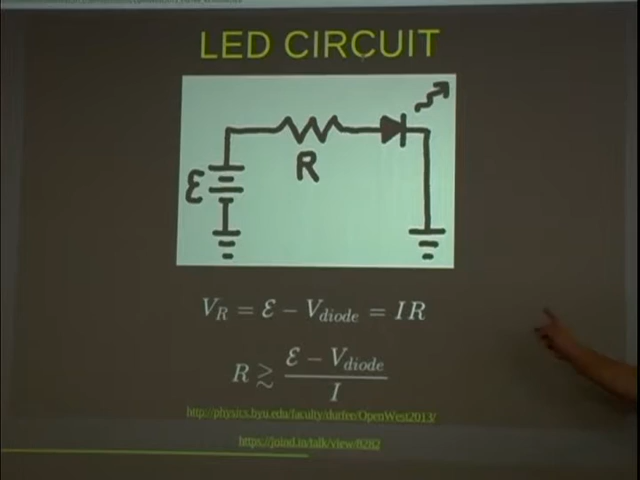 LED CIRCUIT
R
ε
V_R = ε − V_diode = IR
R ≳ (ε − V_diode) / I
http://physics.byu.edu/faculty/durfee/OpenWest2013/
https://joind.in/talk/view/8282